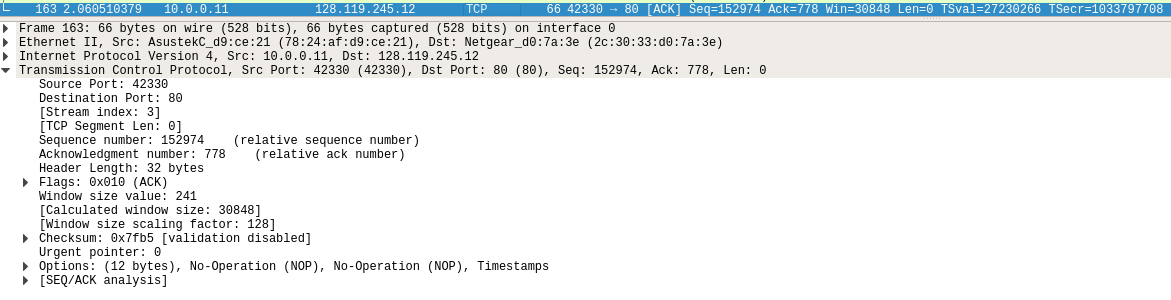 163 2.060510379 10.0.0.11 128.119.245.12 TCP 66 42330 → 80 [ACK] Seq=152974 Ack=778 Win=30848 Len=0 TSval=27230266 TSecr=1033797708
Frame 163: 66 bytes on wire (528 bits), 66 bytes captured (528 bits) on interface 0
Ethernet II, Src: AsustekC_d9:ce:21 (78:24:af:d9:ce:21), Dst: Netgear_d0:7a:3e (2c:30:33:d0:7a:3e)
Internet Protocol Version 4, Src: 10.0.0.11, Dst: 128.119.245.12
Transmission Control Protocol, Src Port: 42330 (42330), Dst Port: 80 (80), Seq: 152974, Ack: 778, Len: 0
Source Port: 42330
Destination Port: 80
[Stream index: 3]
[TCP Segment Len: 0]
Sequence number: 152974 (relative sequence number)
Acknowledgment number: 778 (relative ack number)
Header Length: 32 bytes
Flags: 0x010 (ACK)
Window size value: 241
[Calculated window size: 30848]
[Window size scaling factor: 128]
Checksum: 0x7fb5 [validation disabled]
Urgent pointer: 0
Options: (12 bytes), No-Operation (NOP), No-Operation (NOP), Timestamps
[SEQ/ACK analysis]